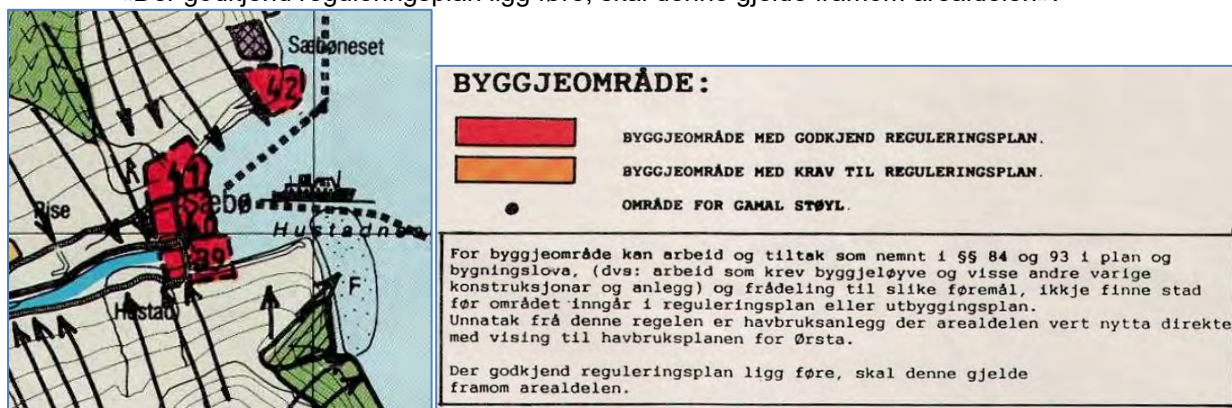 «Der godkjend reguleringsplan ligg føre, skal denne gjelde framom arealdelen».
Sæbøneset
42
R
41
Rise
Sæbø
Hustadne
39
F
Hustad
BYGGJEOMRÅDE:
BYGGJEOMRÅDE MED GODKJEND REGULERINGSPLAN.
BYGGJEOMRÅDE MED KRAV TIL REGULERINGSPLAN.
OMRÅDE FOR GAMAL STØYL.
For byggjeområde kan arbeid og tiltak som nemnt i §§ 84 og 93 i plan og
bygningslova, (dvs: arbeid som krev byggjeløyve og visse andre varige
konstruksjonar og anlegg) og frådeling til slike føremål, ikkje finne stad
før området inngår i reguleringsplan eller utbyggingsplan.
Unnatak frå denne regelen er havbruksanlegg der arealdelen vert nytta direkte
med vising til havbruksplanen for Ørsta.
Der godkjend reguleringsplan ligg føre, skal denne gjelde
framom arealdelen.